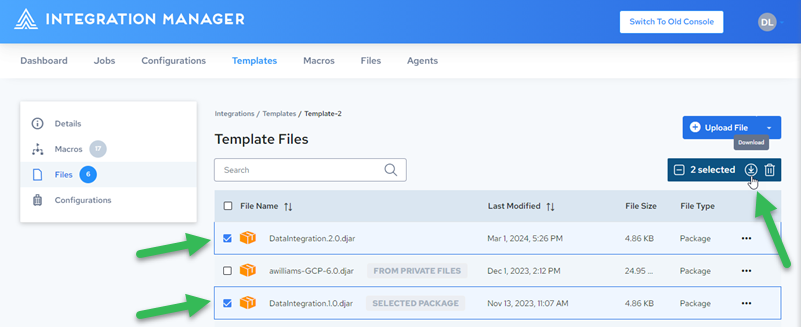 INTEGRATION MANAGER
Switch To Old Console
DL
Dashboard Jobs Configurations Templates Macros Files Agents
Integrations / Templates / Template-2
Details
Macros 17
Files 6
Configurations
Template Files
Upload File
Download
Search
2 selected
File Name Last Modified File Size File Type
DataIntegration.2.0.djar Mar 1, 2024, 5:26 PM 4.86 KB Package
awilliams-GCP-6.0.djar FROM PRIVATE FILES Dec 1, 2023, 2:12 PM 24.95 ... Package
DataIntegration.1.0.djar SELECTED PACKAGE Nov 13, 2023, 11:07 AM 4.86 KB Package